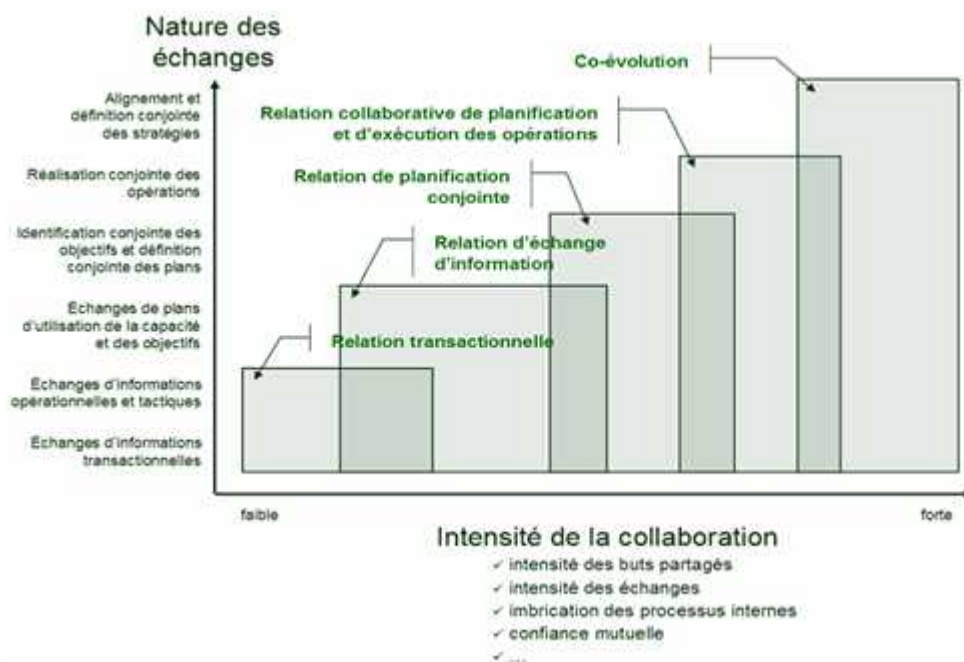 Nature des
échanges
Co-évolution
Alignement et
définition conjointe
des stratégies
Relation collaborative de planification
et d'exécution des opérations
Réalisation conjointe des
opérations
Relation de planification
conjointe
Identification conjointe des
objectifs et définition
conjointe des plans
Relation d'échange
d'information
Échanges de plans
d'utilisation de la capacité
et des objectifs
Relation transactionnelle
Échanges d'informations
opérationnelles et tactiques
Échanges d'informations
transactionnelles
faible
forte
Intensité de la collaboration
✓ intensité des buts partagés
✓ intensité des échanges
✓ imbrication des processus internes
✓ confiance mutuelle
✓ ...